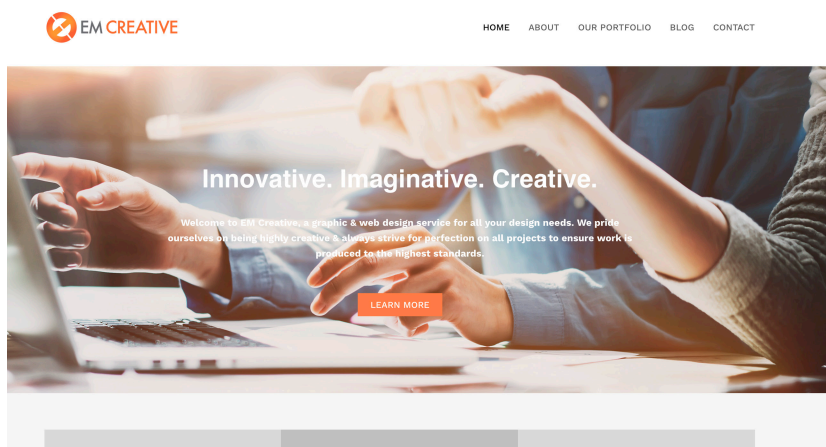 EM CREATIVE
HOME ABOUT OUR PORTFOLIO BLOG CONTACT
Innovative. Imaginative. Creative.
Welcome to EM Creative, a graphic & web design service for all your design needs. We pride
ourselves on being highly creative & always strive for perfection on all projects to ensure work is
produced to the highest standards.
LEARN MORE